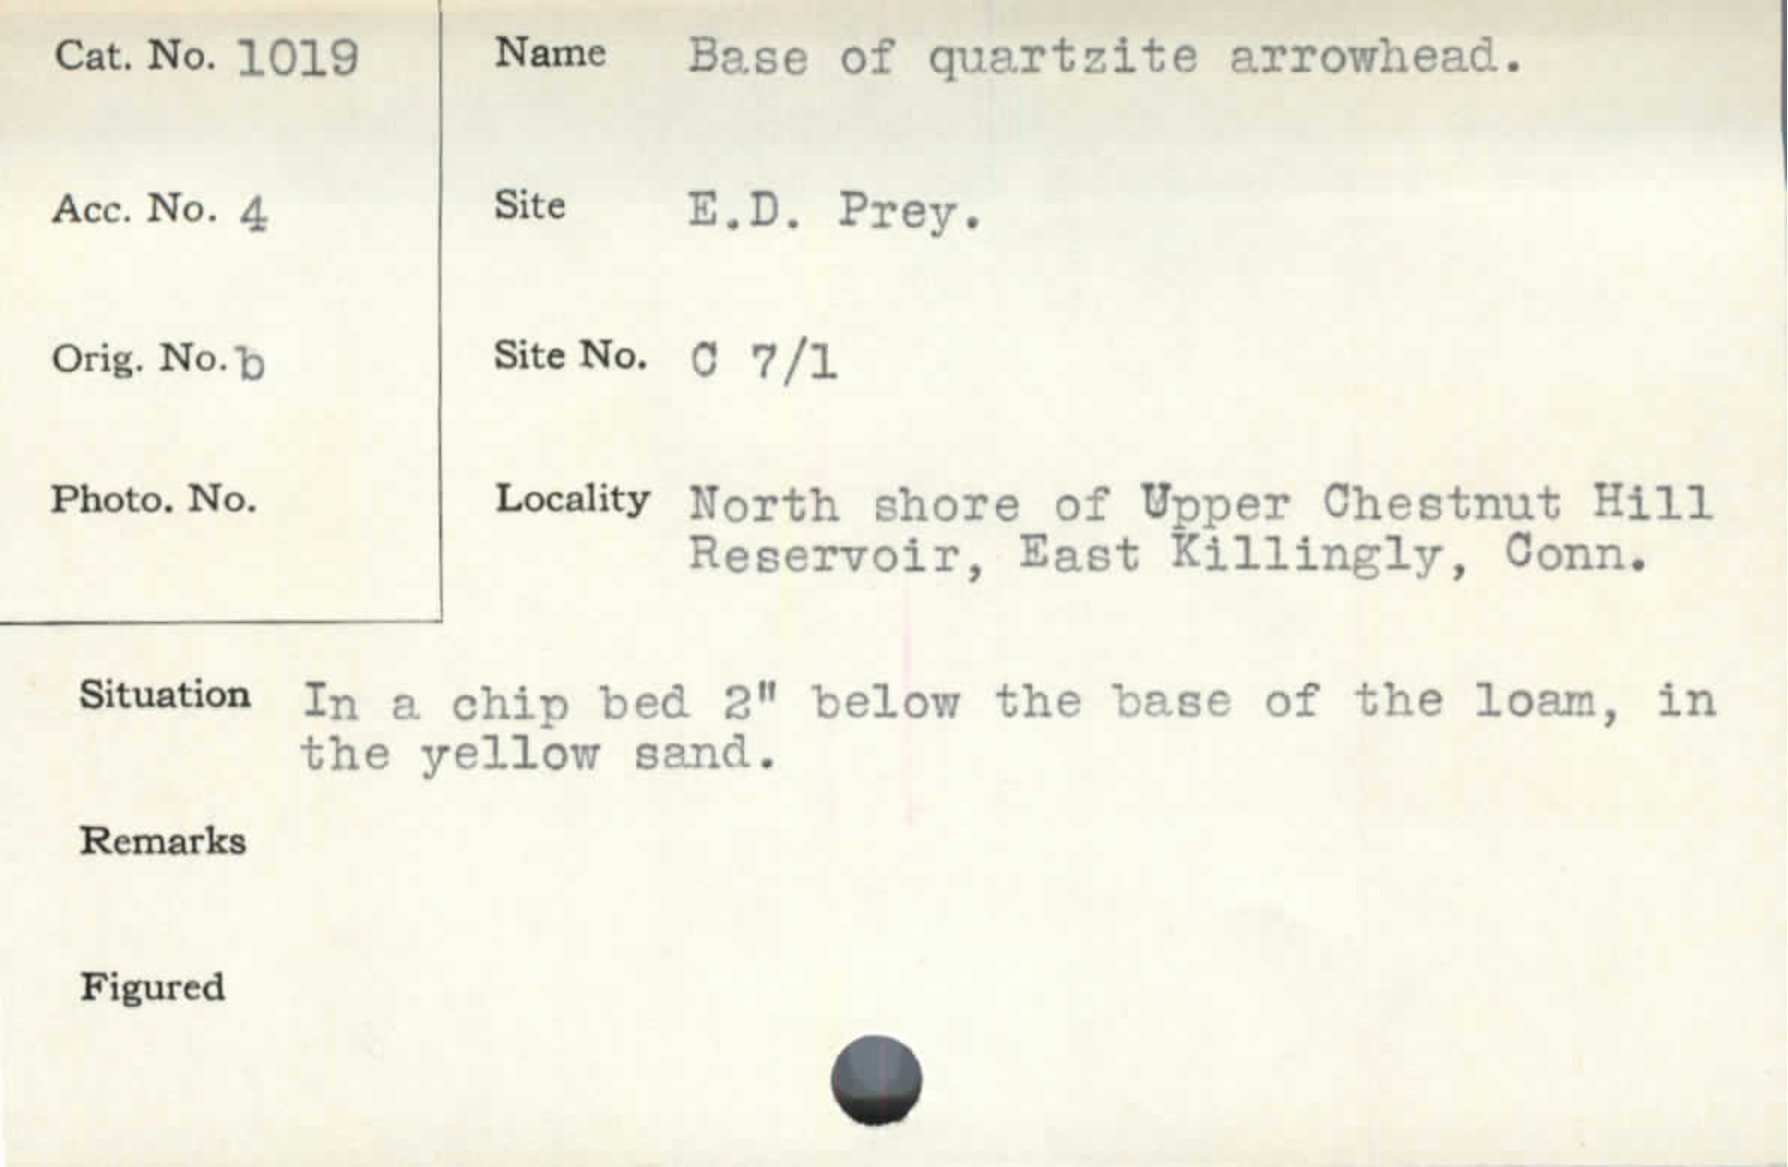 Cat. No. 1019
Name Base of quartzite arrowhead.
Acc. No. 4
Site E.D. Prey.
Orig. No. b
Site No. C 7/1
Photo. No.
Locality North shore of Upper Chestnut Hill
Reservoir, East Killingly, Conn.
Situation In a chip bed 2" below the base of the loam, in
the yellow sand.
Remarks
Figured